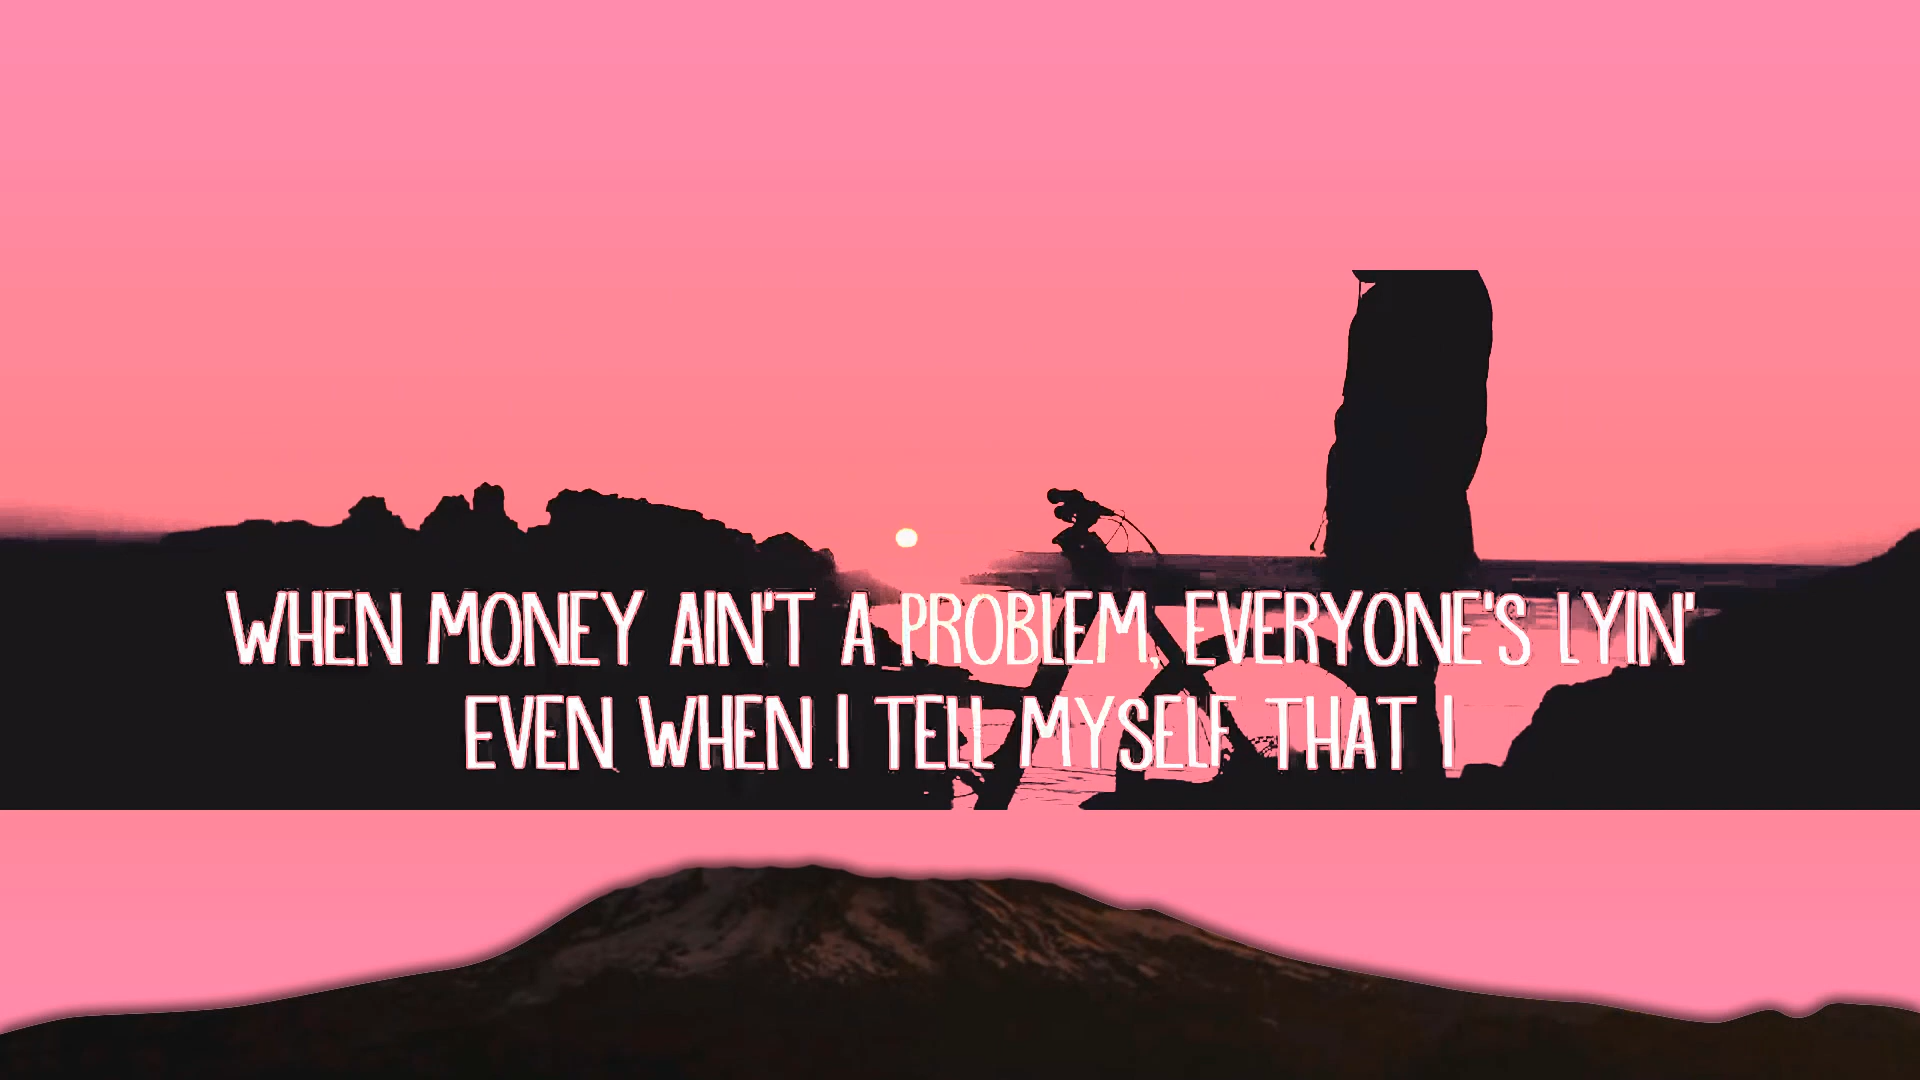 WHEN MONEY AIN'T A PROBLEM, EVERYONE'S LYIN'
EVEN WHEN I TELL MYSELF THAT I